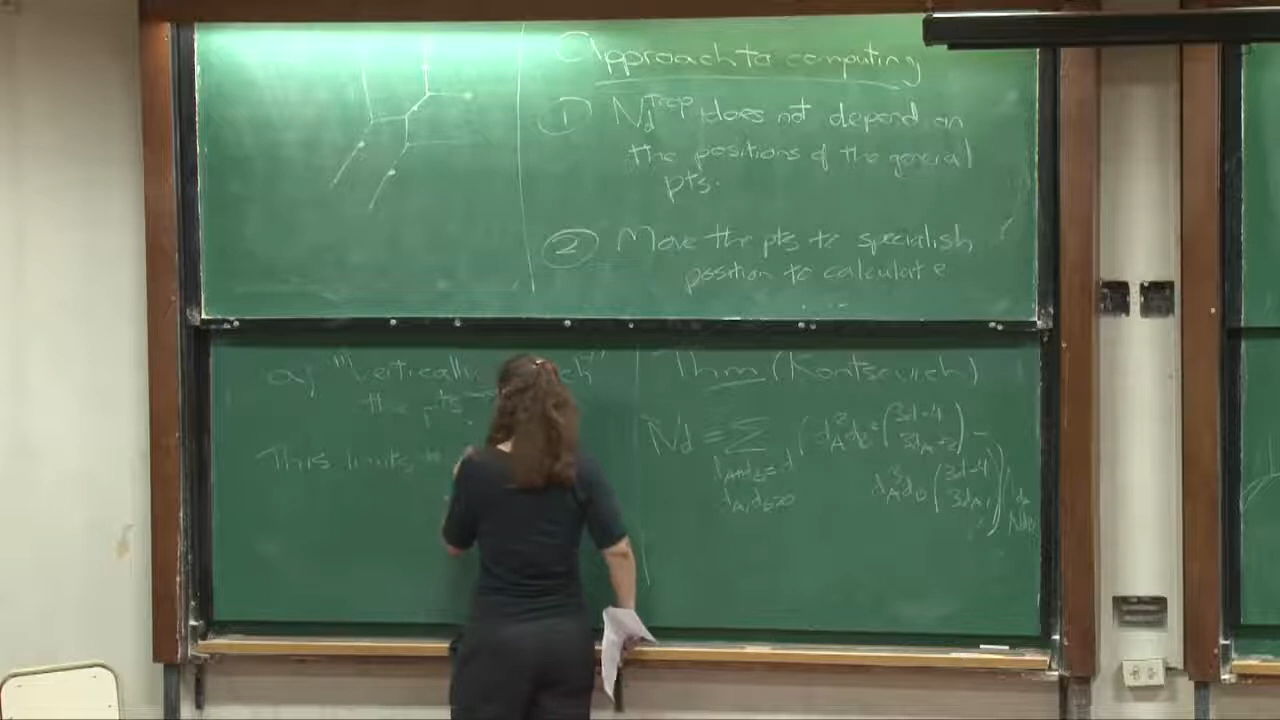 Approach to computing
① N_d^trop does not depend on
the positions of the general
pts.
② Move the pts to specialish
position to calculate
a) "Vertically
the pts
This limits
Thm (Kontsevich)
N_d = Σ (d_A^2 d_B^2 (3d-4
3d_A-2) -
d_A+d_B=d
d_A, d_B>0
d_A^3 d_B (3d-4
3d_A-1))